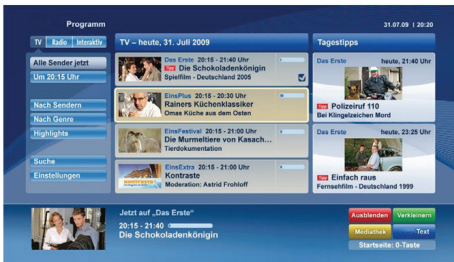 Programm
31.07.09 | 20:20
TV Radio Interaktiv
Alle Sender jetzt
Um 20:15 Uhr
Nach Sendern
Nach Genre
Highlights
Suche
Einstellungen
TV – heute, 31. Juli 2009
Das Erste 20:15 - 21:40 Uhr
Tipp Die Schokoladenkönigin
Spielfilm - Deutschland 2005
EinsPlus 20:15 - 20:30 Uhr
Rainers Küchenklassiker
Omas Küche aus dem Osten
EinsFestival 20:15 - 21:00 Uhr
Die Murmeltiere von Kasach...
Tierdokumentation
EinsExtra 20:15 - 21:00 Uhr
Kontraste
Moderation: Astrid Frohloff
Tagestipps
Das Erste heute, 21:40 Uhr
Tipp Polizeiruf 110
Bei Klingelzeichen Mord
Das Erste heute, 23:25 Uhr
Tipp Einfach raus
Fernsehfilm - Deutschland 1999
Jetzt auf „Das Erste"
20:15 - 21:40
Die Schokoladenkönigin
Ausblenden Verkleinern
Mediathek Text
Startseite: 0-Taste